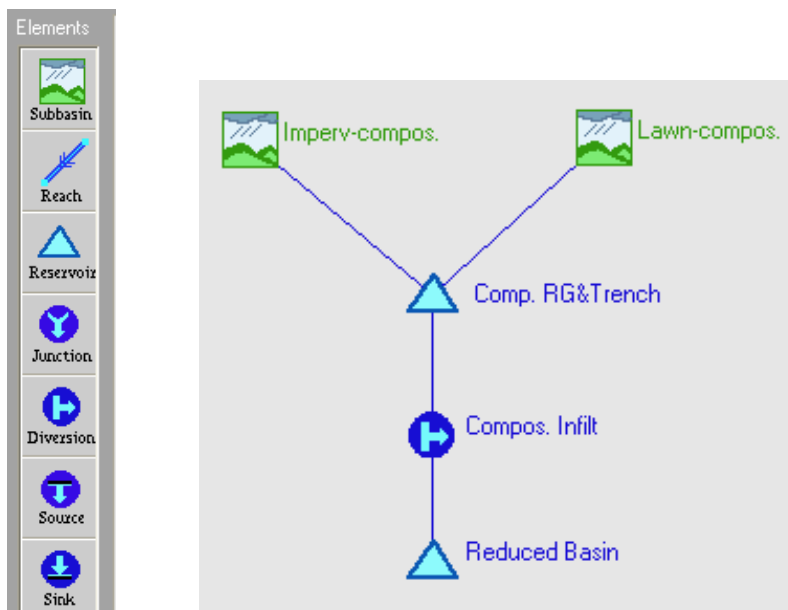 Elements
Subbasin
Reach
Reservoir
Junction
Diversion
Source
Sink
Imperv-compos.
Lawn-compos.
Comp. RG&Trench
Compos. Infilt
Reduced Basin